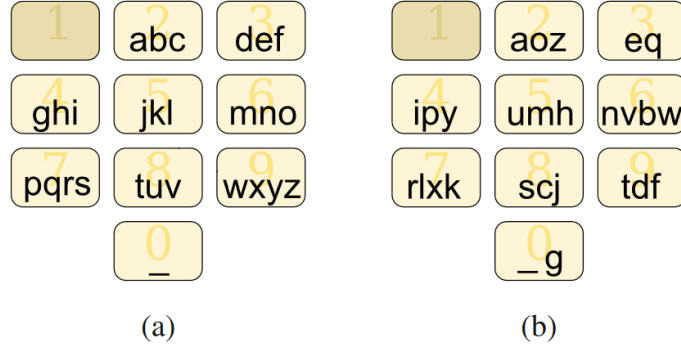 1 2 abc 3 def 1 2 aoz 3 eq
4 ghi 5 jkl 6 mno 4 ipy 5 umh 6 nvbw
7 pqrs 8 tuv 9 wxyz 7 rlxk 8 scj 9 tdf
0 _ 0 _ g
(a) (b)